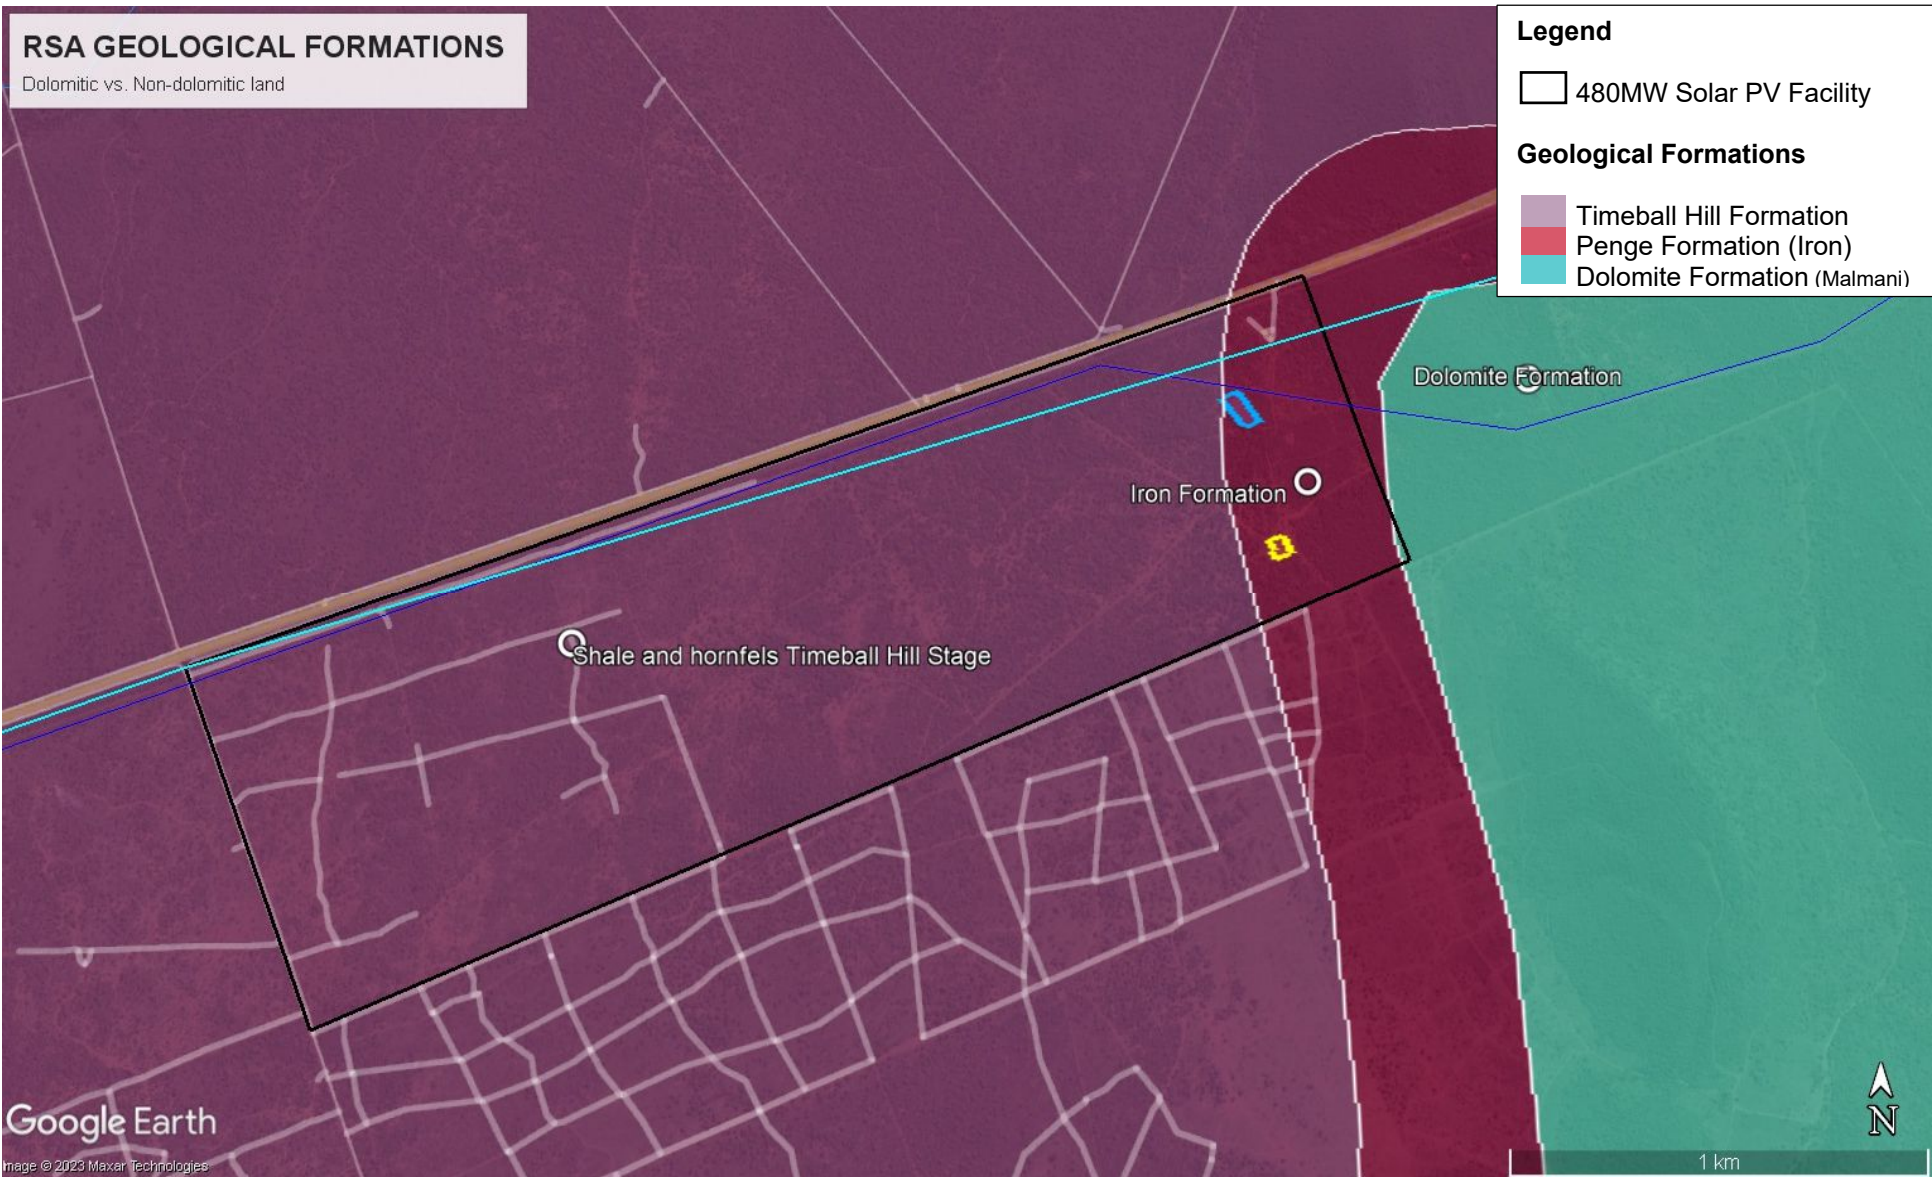 RSA GEOLOGICAL FORMATIONS
Dolomitic vs. Non-dolomitic land
Legend
480MW Solar PV Facility
Geological Formations
Timeball Hill Formation
Penge Formation (Iron)
Dolomite Formation (Malmani)
Dolomite Formation
Iron Formation
Shale and hornfels Timeball Hill Stage
Google Earth
Image © 2023 Maxar Technologies
N
1 km